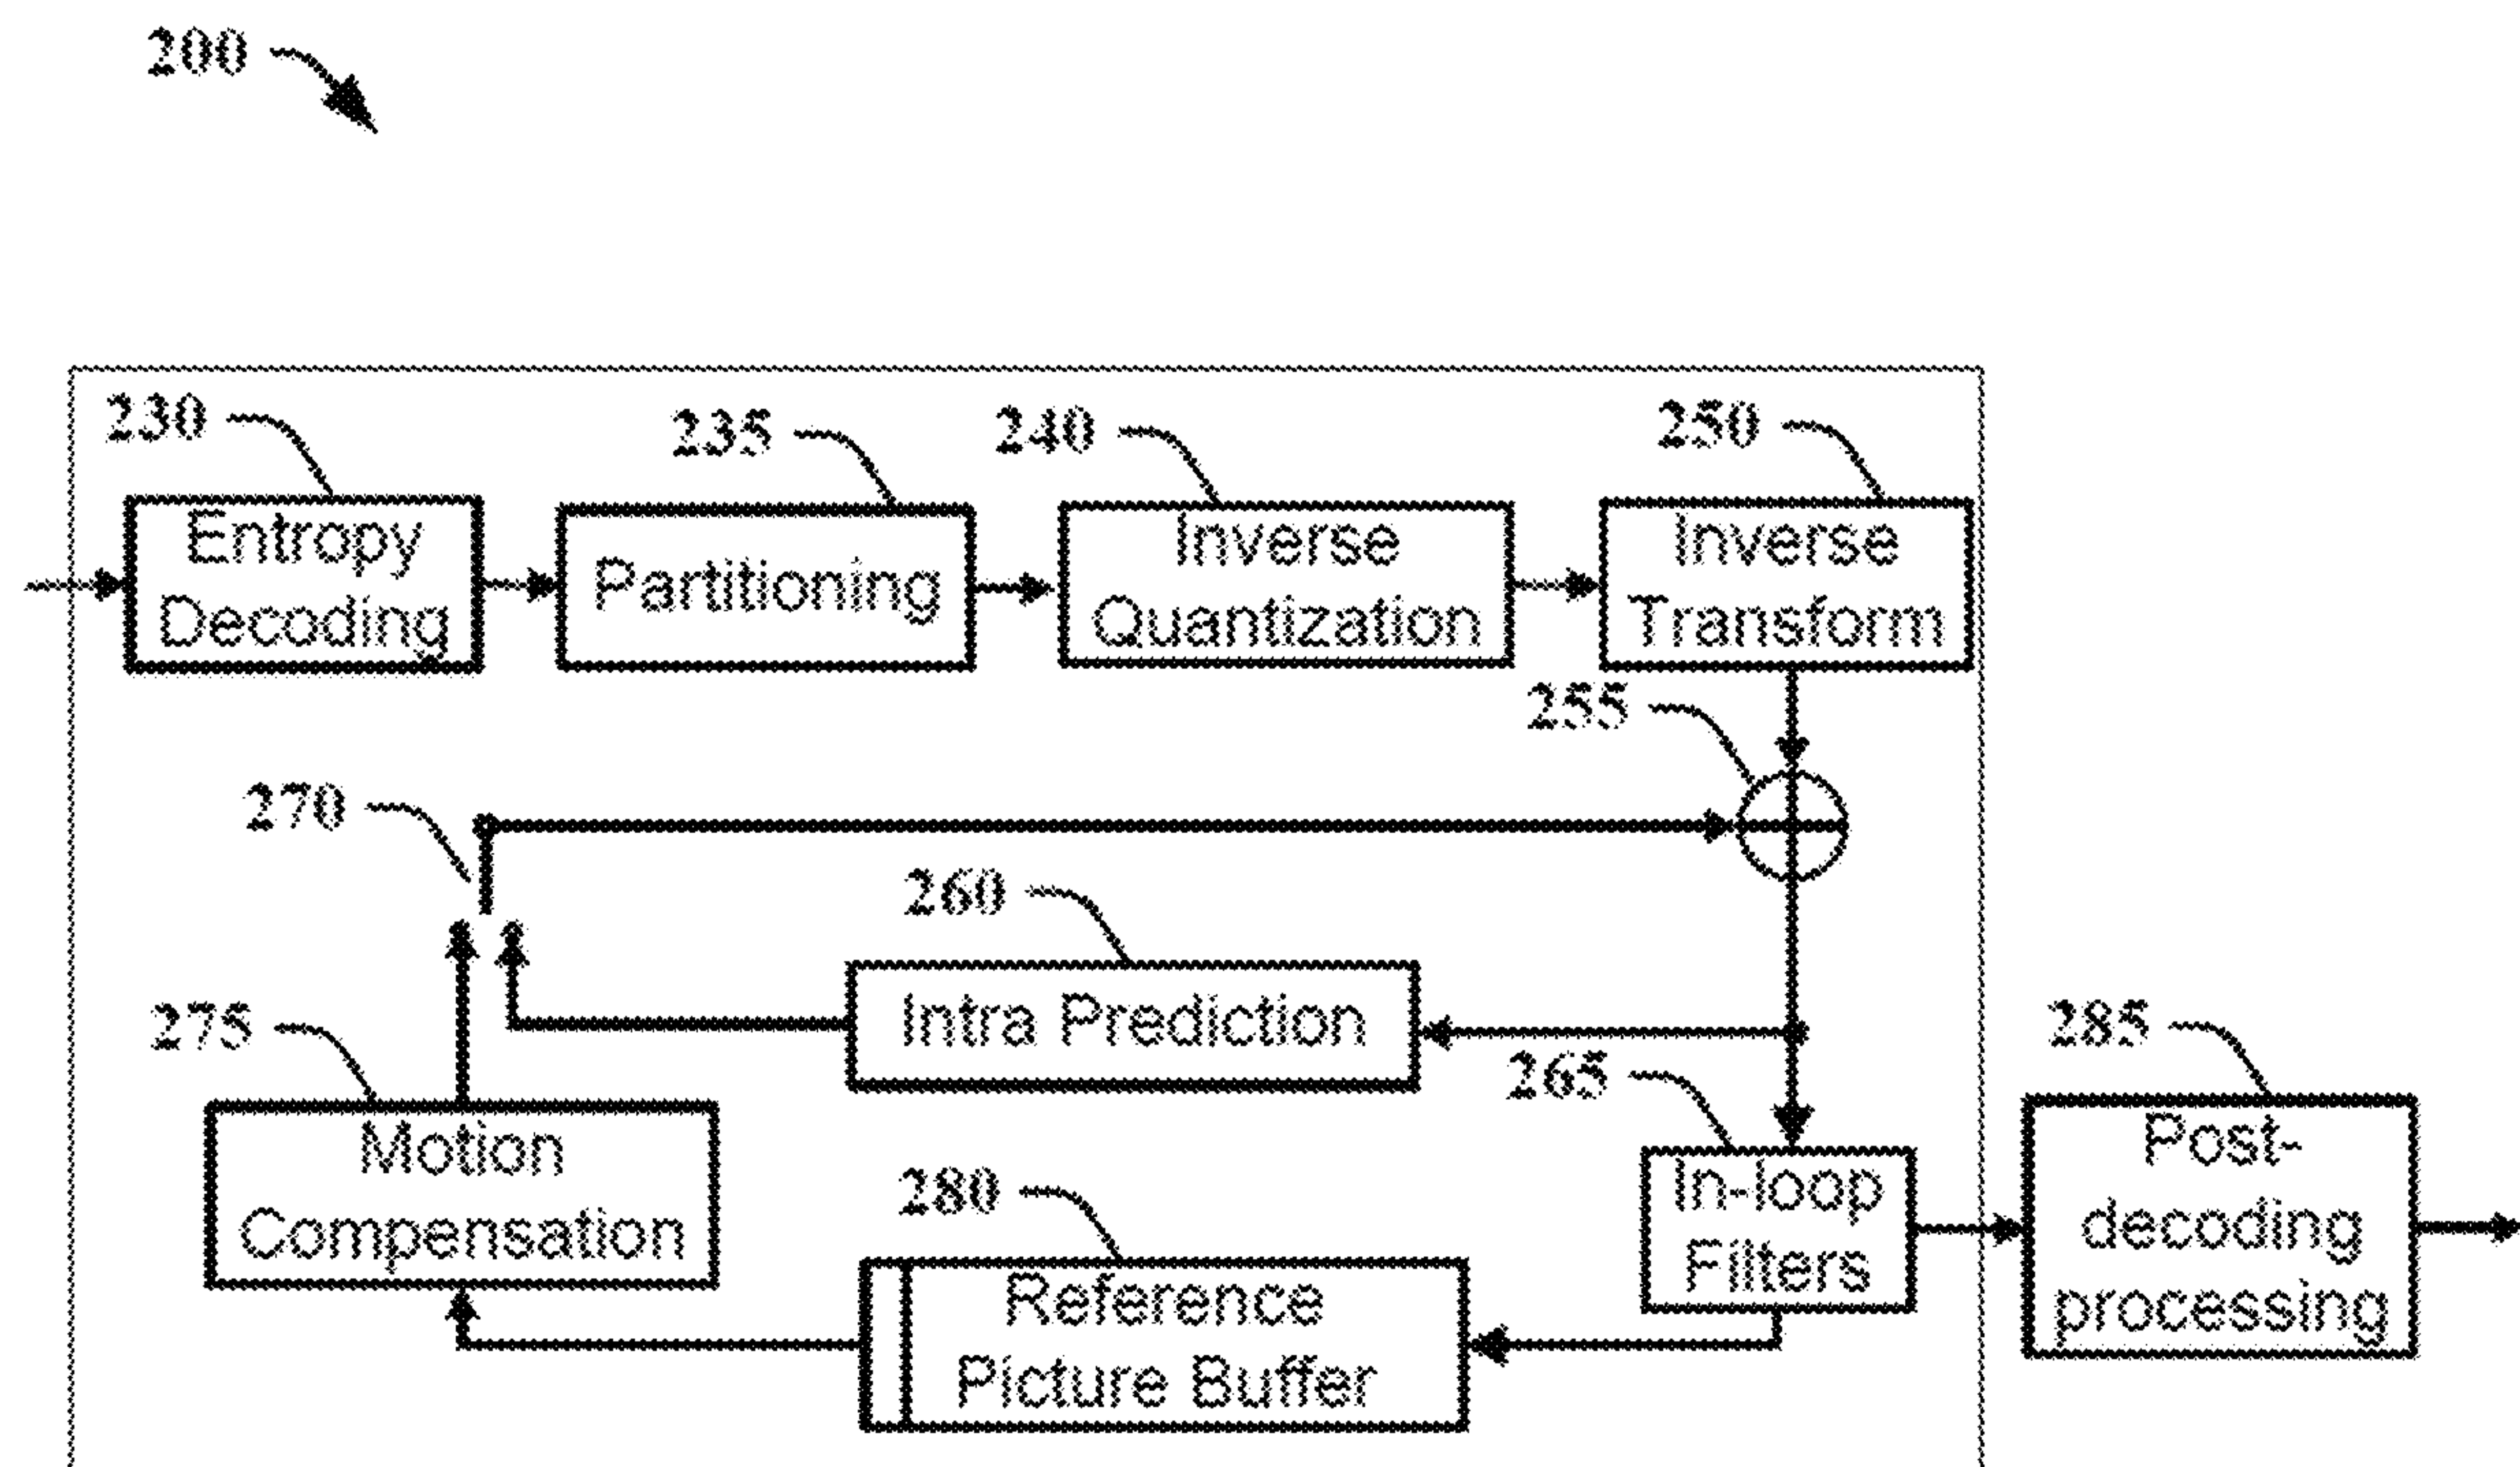 200
230
235
240
250
Entropy
Decoding
Partitioning
Inverse
Quantization
Inverse
Transform
255
270
260
275
Intra Prediction
265
285
Motion
Compensation
280
In-loop
Filters
Post-
decoding
processing
Reference
Picture Buffer